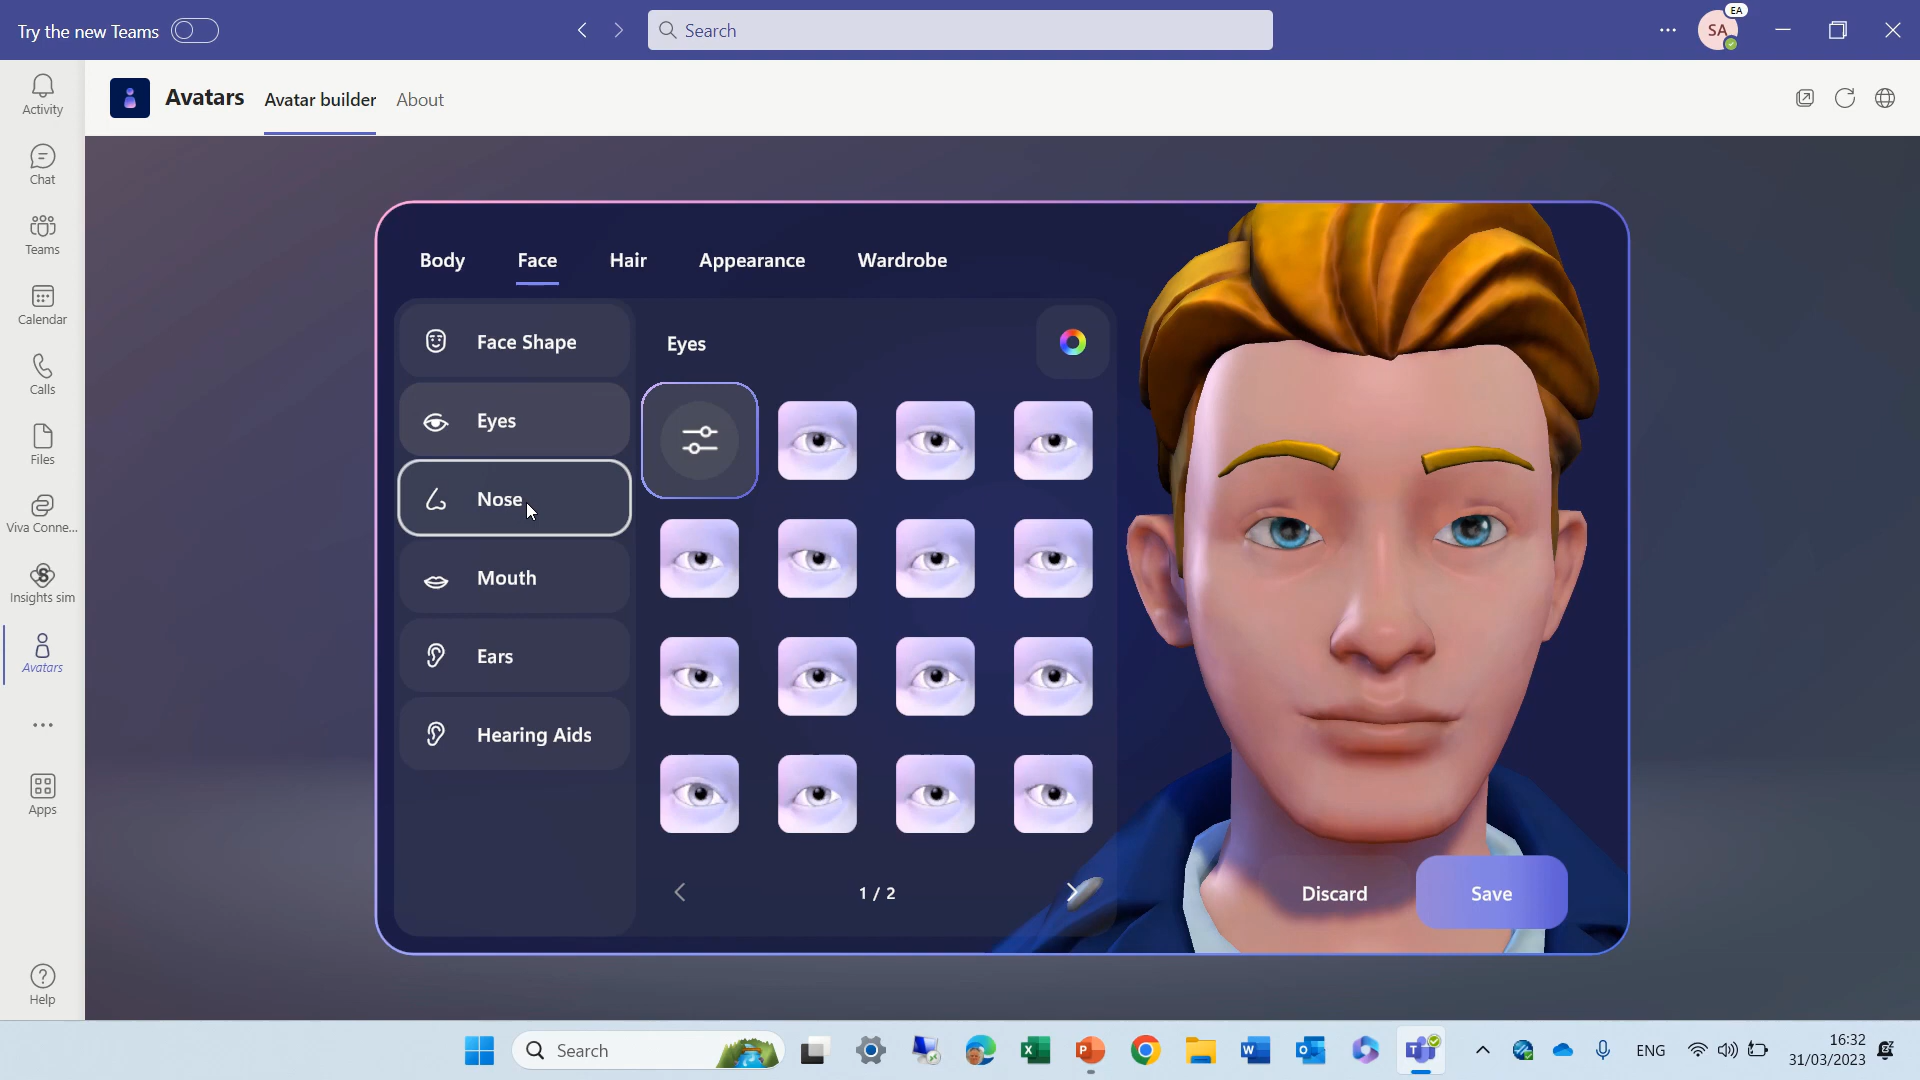 Try the new Teams
Search
EA
SA
Activity
Chat
Teams
Calendar
Calls
Files
Viva Conne...
Insights sim
Avatars
Apps
Help
Avatars
Avatar builder
About
Body
Face
Hair
Appearance
Wardrobe
Face Shape
Eyes
Nose
Mouth
Ears
Hearing Aids
Eyes
1 / 2
Discard
Save
Search
ENG
16:32
31/03/2023